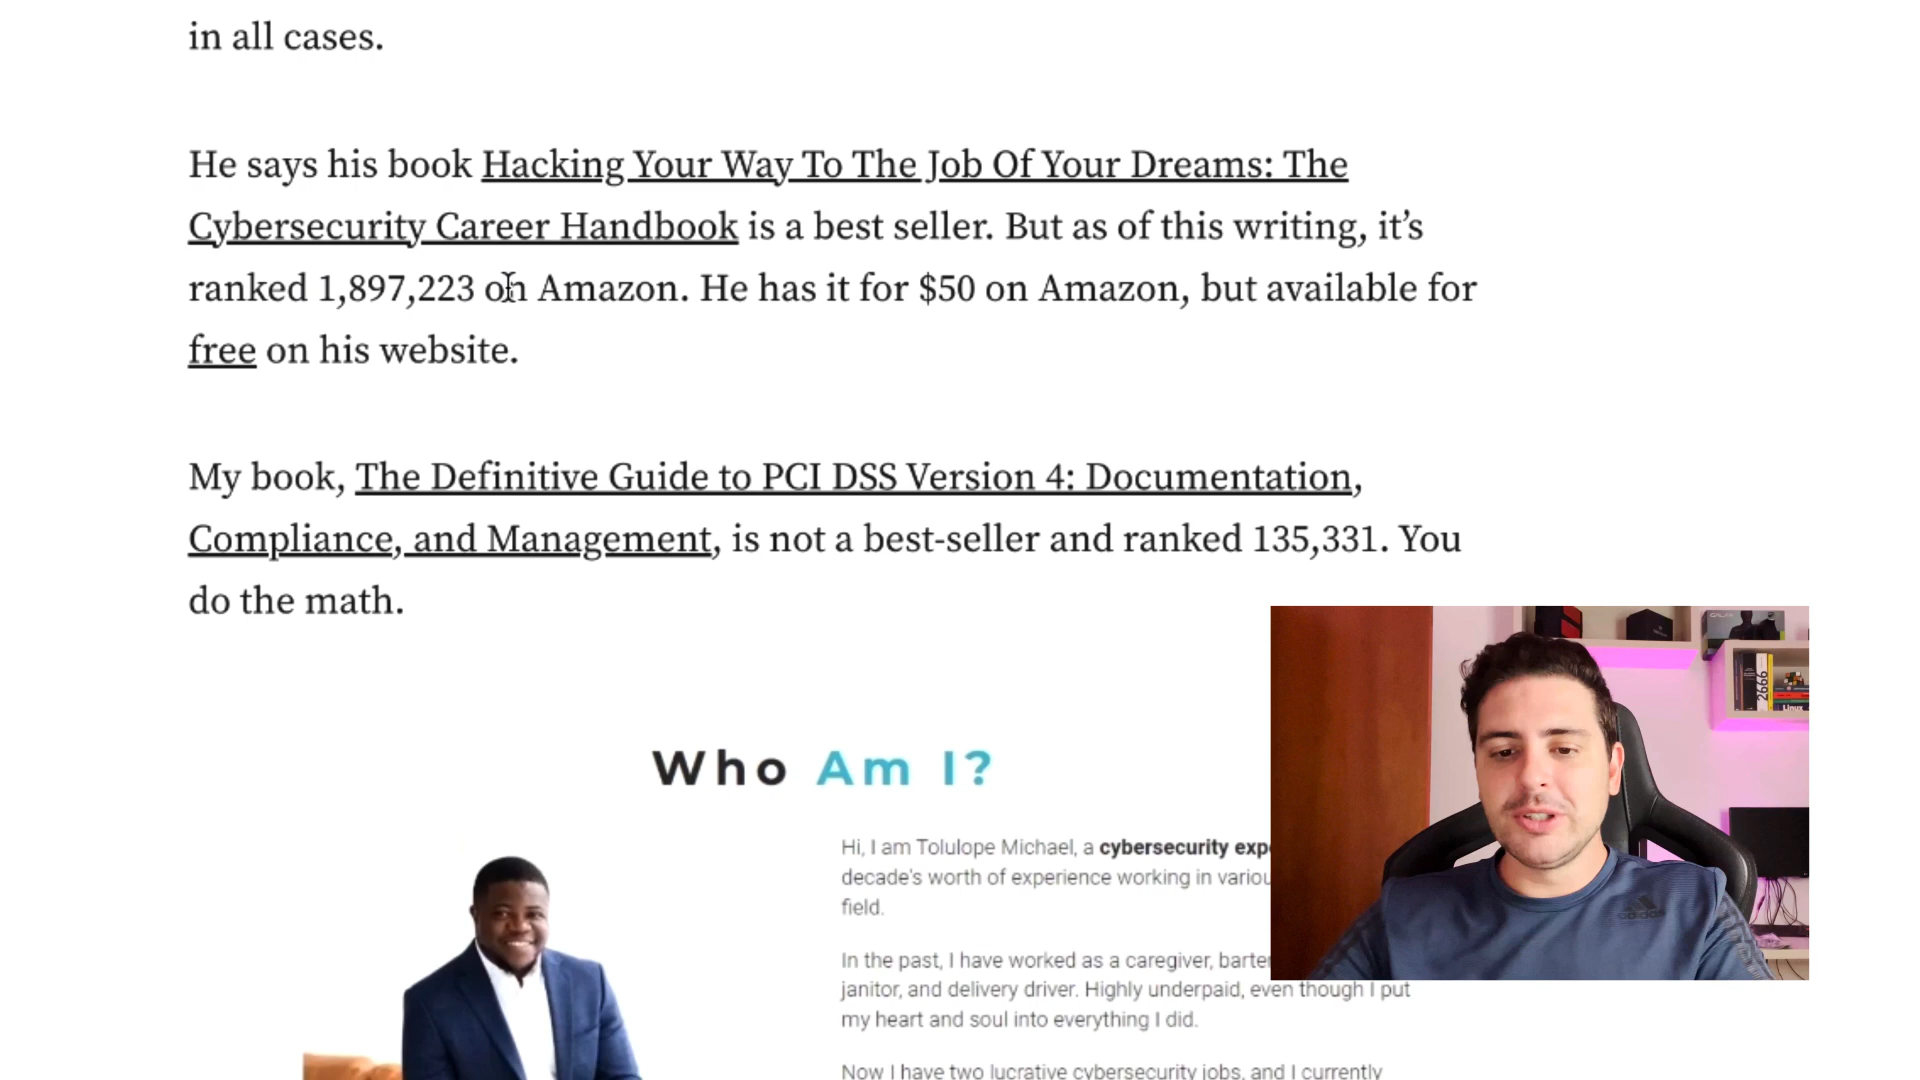 in all cases.
He says his book Hacking Your Way To The Job Of Your Dreams: The
Cybersecurity Career Handbook is a best seller. But as of this writing, it’s
ranked 1,897,223 on Amazon. He has it for $50 on Amazon, but available for
free on his website.
My book, The Definitive Guide to PCI DSS Version 4: Documentation,
Compliance, and Management, is not a best-seller and ranked 135,331. You
do the math.
Who Am I?
Hi, I am Tolulope Michael, a cybersecurity
decade's worth of experience working in
field.
In the past, I have worked as a caregiver,
janitor, and delivery driver. Highly underpaid, even though I put
my heart and soul into everything I did.
Now I have two lucrative cybersecurity jobs, and I currently
2666
Linux
adidas